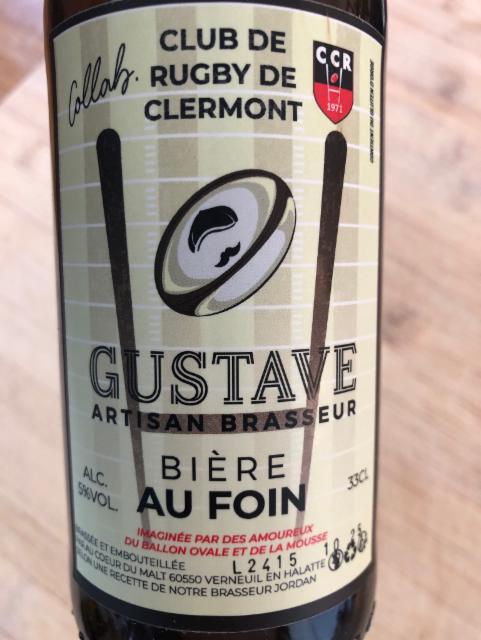 Collab.
CLUB DE
RUGBY DE
CLERMONT
CCR
1971
GUSTAVE
ARTISAN BRASSEUR
BIÈRE
AU FOIN
ALC.
5%VOL.
33CL
IMAGINÉE PAR DES AMOUREUX
DU BALLON OVALE ET DE LA MOUSSE
ET EMBOUTEILLÉE
L2415
COEUR DU MALT 60550 VERNEUIL EN HALATTE
SELON UNE RECETTE DE NOTRE BRASSEUR JORDAN